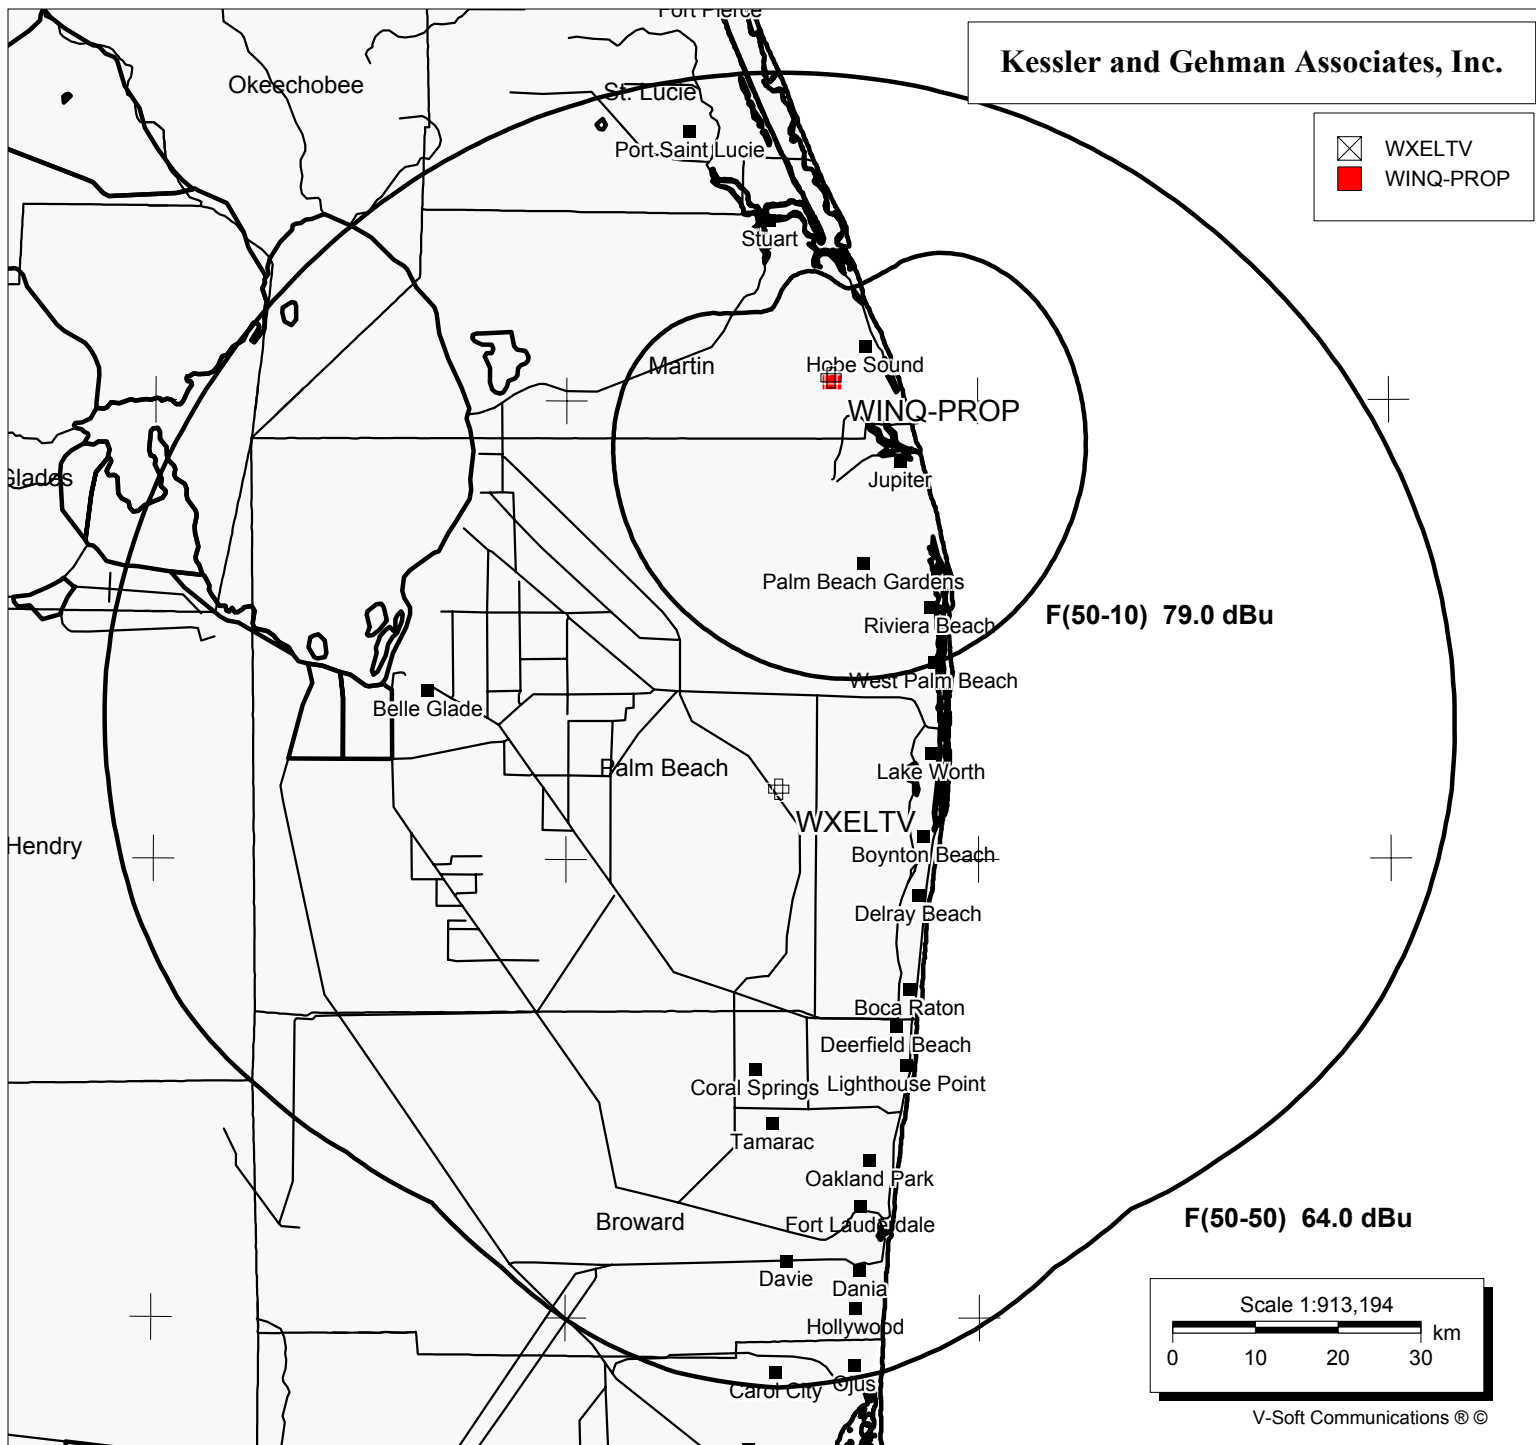 Fort Pierce
Kessler and Gehman Associates, Inc.
Okeechobee
St. Lucie
WXELTV
WINQ-PROP
Port Saint Lucie
Stuart
Martin
Hobe Sound
WINQ-PROP
Glades
Jupiter
Palm Beach Gardens
Riviera Beach
F(50-10) 79.0 dBu
West Palm Beach
Belle Glade
Palm Beach
Lake Worth
WXELTV
Hendry
Boynton Beach
Delray Beach
Boca Raton
Deerfield Beach
Coral Springs
Lighthouse Point
Tamarac
Oakland Park
Broward
Fort Lauderdale
F(50-50) 64.0 dBu
Davie
Dania
Hollywood
Scale 1:913,194
km
0 10 20 30
Carol City
Ojus
V-Soft Communications ® ©